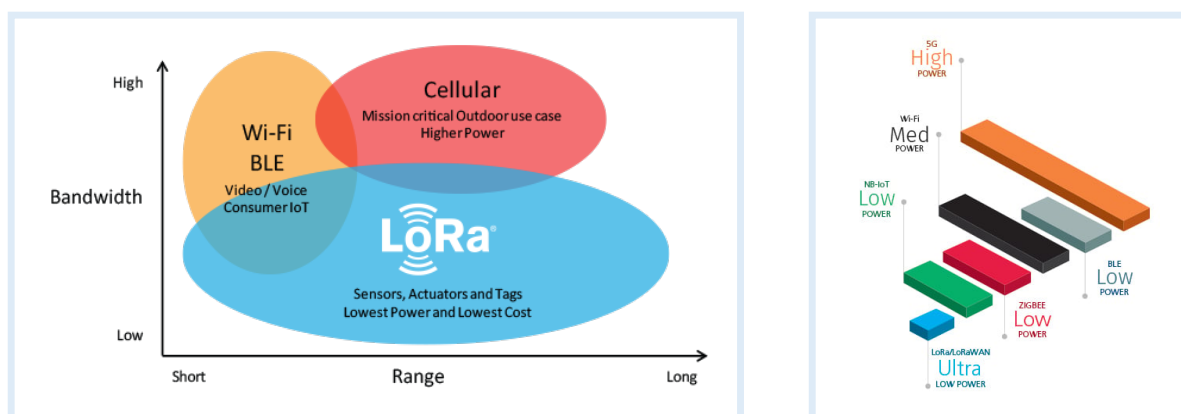 High
Bandwidth
Low
Short
Range
Long
Wi-Fi
BLE
Video / Voice
Consumer IoT
Cellular
Mission critical Outdoor use case
Higher Power
LoRa®
Sensors, Actuators and Tags
Lowest Power and Lowest Cost
5G
High
POWER
Wi-Fi
Med
POWER
NB-IoT
Low
POWER
BLE
Low
POWER
ZIGBEE
Low
POWER
LoRa/LoRaWAN
Ultra
LOW POWER